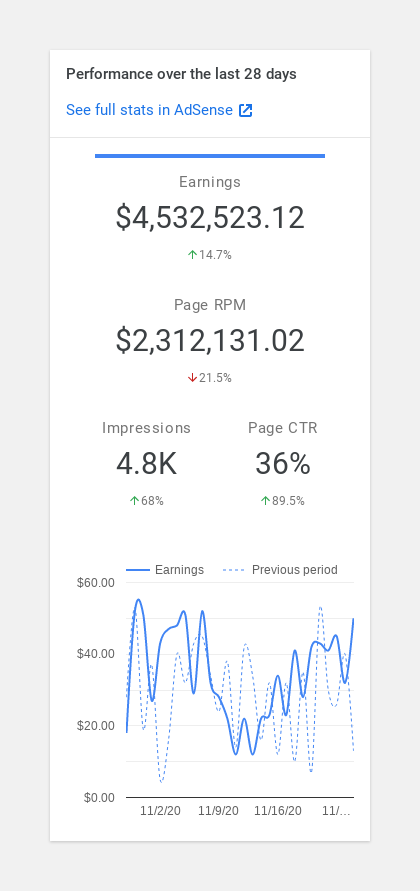 Performance over the last 28 days
See full stats in AdSense
Earnings
$4,532,523.12
14.7%
Page RPM
$2,312,131.02
21.5%
Impressions Page CTR
4.8K 36%
68% 89.5%
Earnings Previous period
$60.00
$40.00
$20.00
$0.00
11/2/20 11/9/20 11/16/20 11/…